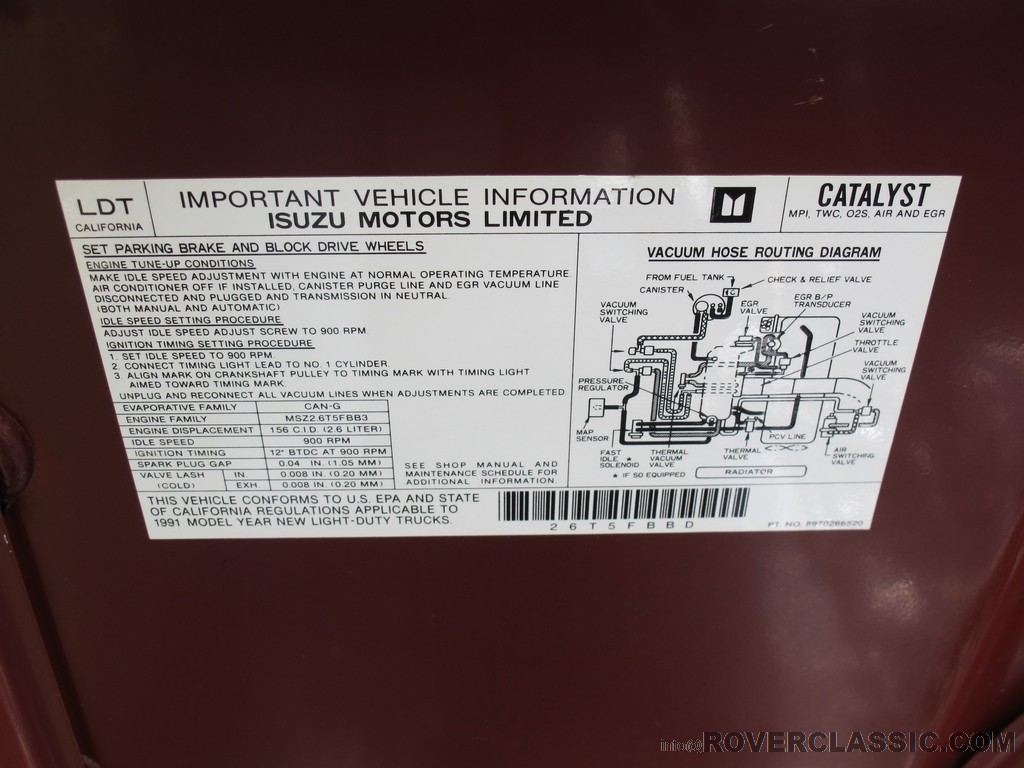 LDT
CALIFORNIA
IMPORTANT VEHICLE INFORMATION
ISUZU MOTORS LIMITED
CATALYST
MPI, TWC, O2S, AIR AND EGR
SET PARKING BRAKE AND BLOCK DRIVE WHEELS
ENGINE TUNE-UP CONDITIONS
MAKE IDLE SPEED ADJUSTMENT WITH ENGINE AT NORMAL OPERATING TEMPERATURE.
AIR CONDITIONER OFF IF INSTALLED, CANISTER PURGE LINE AND EGR VACUUM LINE
DISCONNECTED AND PLUGGED AND TRANSMISSION IN NEUTRAL.
(BOTH MANUAL AND AUTOMATIC)
IDLE SPEED SETTING PROCEDURE
ADJUST IDLE SPEED ADJUST SCREW TO 900 RPM
IGNITION TIMING SETTING PROCEDURE
1. SET IDLE SPEED TO 900 RPM.
2. CONNECT TIMING LIGHT LEAD TO NO. 1 CYLINDER.
3. ALIGN MARK ON CRANKSHAFT PULLEY TO TIMING MARK WITH TIMING LIGHT
AIMED TOWARD TIMING MARK.
UNPLUG AND RECONNECT ALL VACUUM LINES WHEN ADJUSTMENTS ARE COMPLETED.
EVAPORATIVE FAMILY CAN-G
ENGINE FAMILY MSZ2.6T5FBB3
ENGINE DISPLACEMENT 156 C.I.D. (2.6 LITER)
IDLE SPEED 900 RPM
IGNITION TIMING 12° BTDC AT 900 RPM
SPARK PLUG GAP 0.04 IN. (1.05 MM)
VALVE LASH IN 0.008 IN. (0.20 MM)
(COLD) EXH. 0.008 IN. (0.20 MM)
SEE SHOP MANUAL AND
MAINTENANCE SCHEDULE FOR
ADDITIONAL INFORMATION.
VACUUM HOSE ROUTING DIAGRAM
FROM FUEL TANK
CHECK & RELIEF VALVE
CANISTER
VACUUM
SWITCHING
VALVE
EGR
VALVE
EGR B/P
TRANSDUCER
VACUUM
SWITCHING
VALVE
THROTTLE
VALVE
VACUUM
SWITCHING
VALVE
PRESSURE
REGULATOR
MAP
SENSOR
PCV LINE
FAST
IDLE ★
SOLENOID
THERMAL
VACUUM
VALVE
THERMAL
VALVE
AIR
SWITCHING
VALVE
★ IF SO EQUIPPED
RADIATOR
THIS VEHICLE CONFORMS TO U.S. EPA AND STATE
OF CALIFORNIA REGULATIONS APPLICABLE TO
1991 MODEL YEAR NEW LIGHT-DUTY TRUCKS.
26T5FBBD
PT. NO. 8970266520
info@ROVERCLASSIC.COM